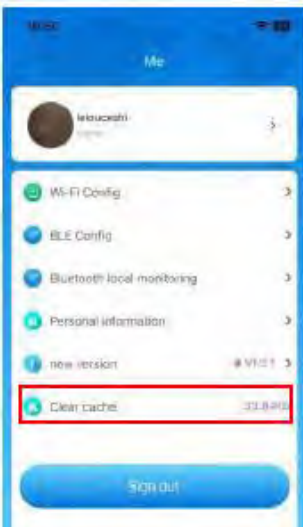 Me
Wi-Fi Config
BLE Config
Bluetooth local monitoring
Personal information
new version
Clear cache
Sign out